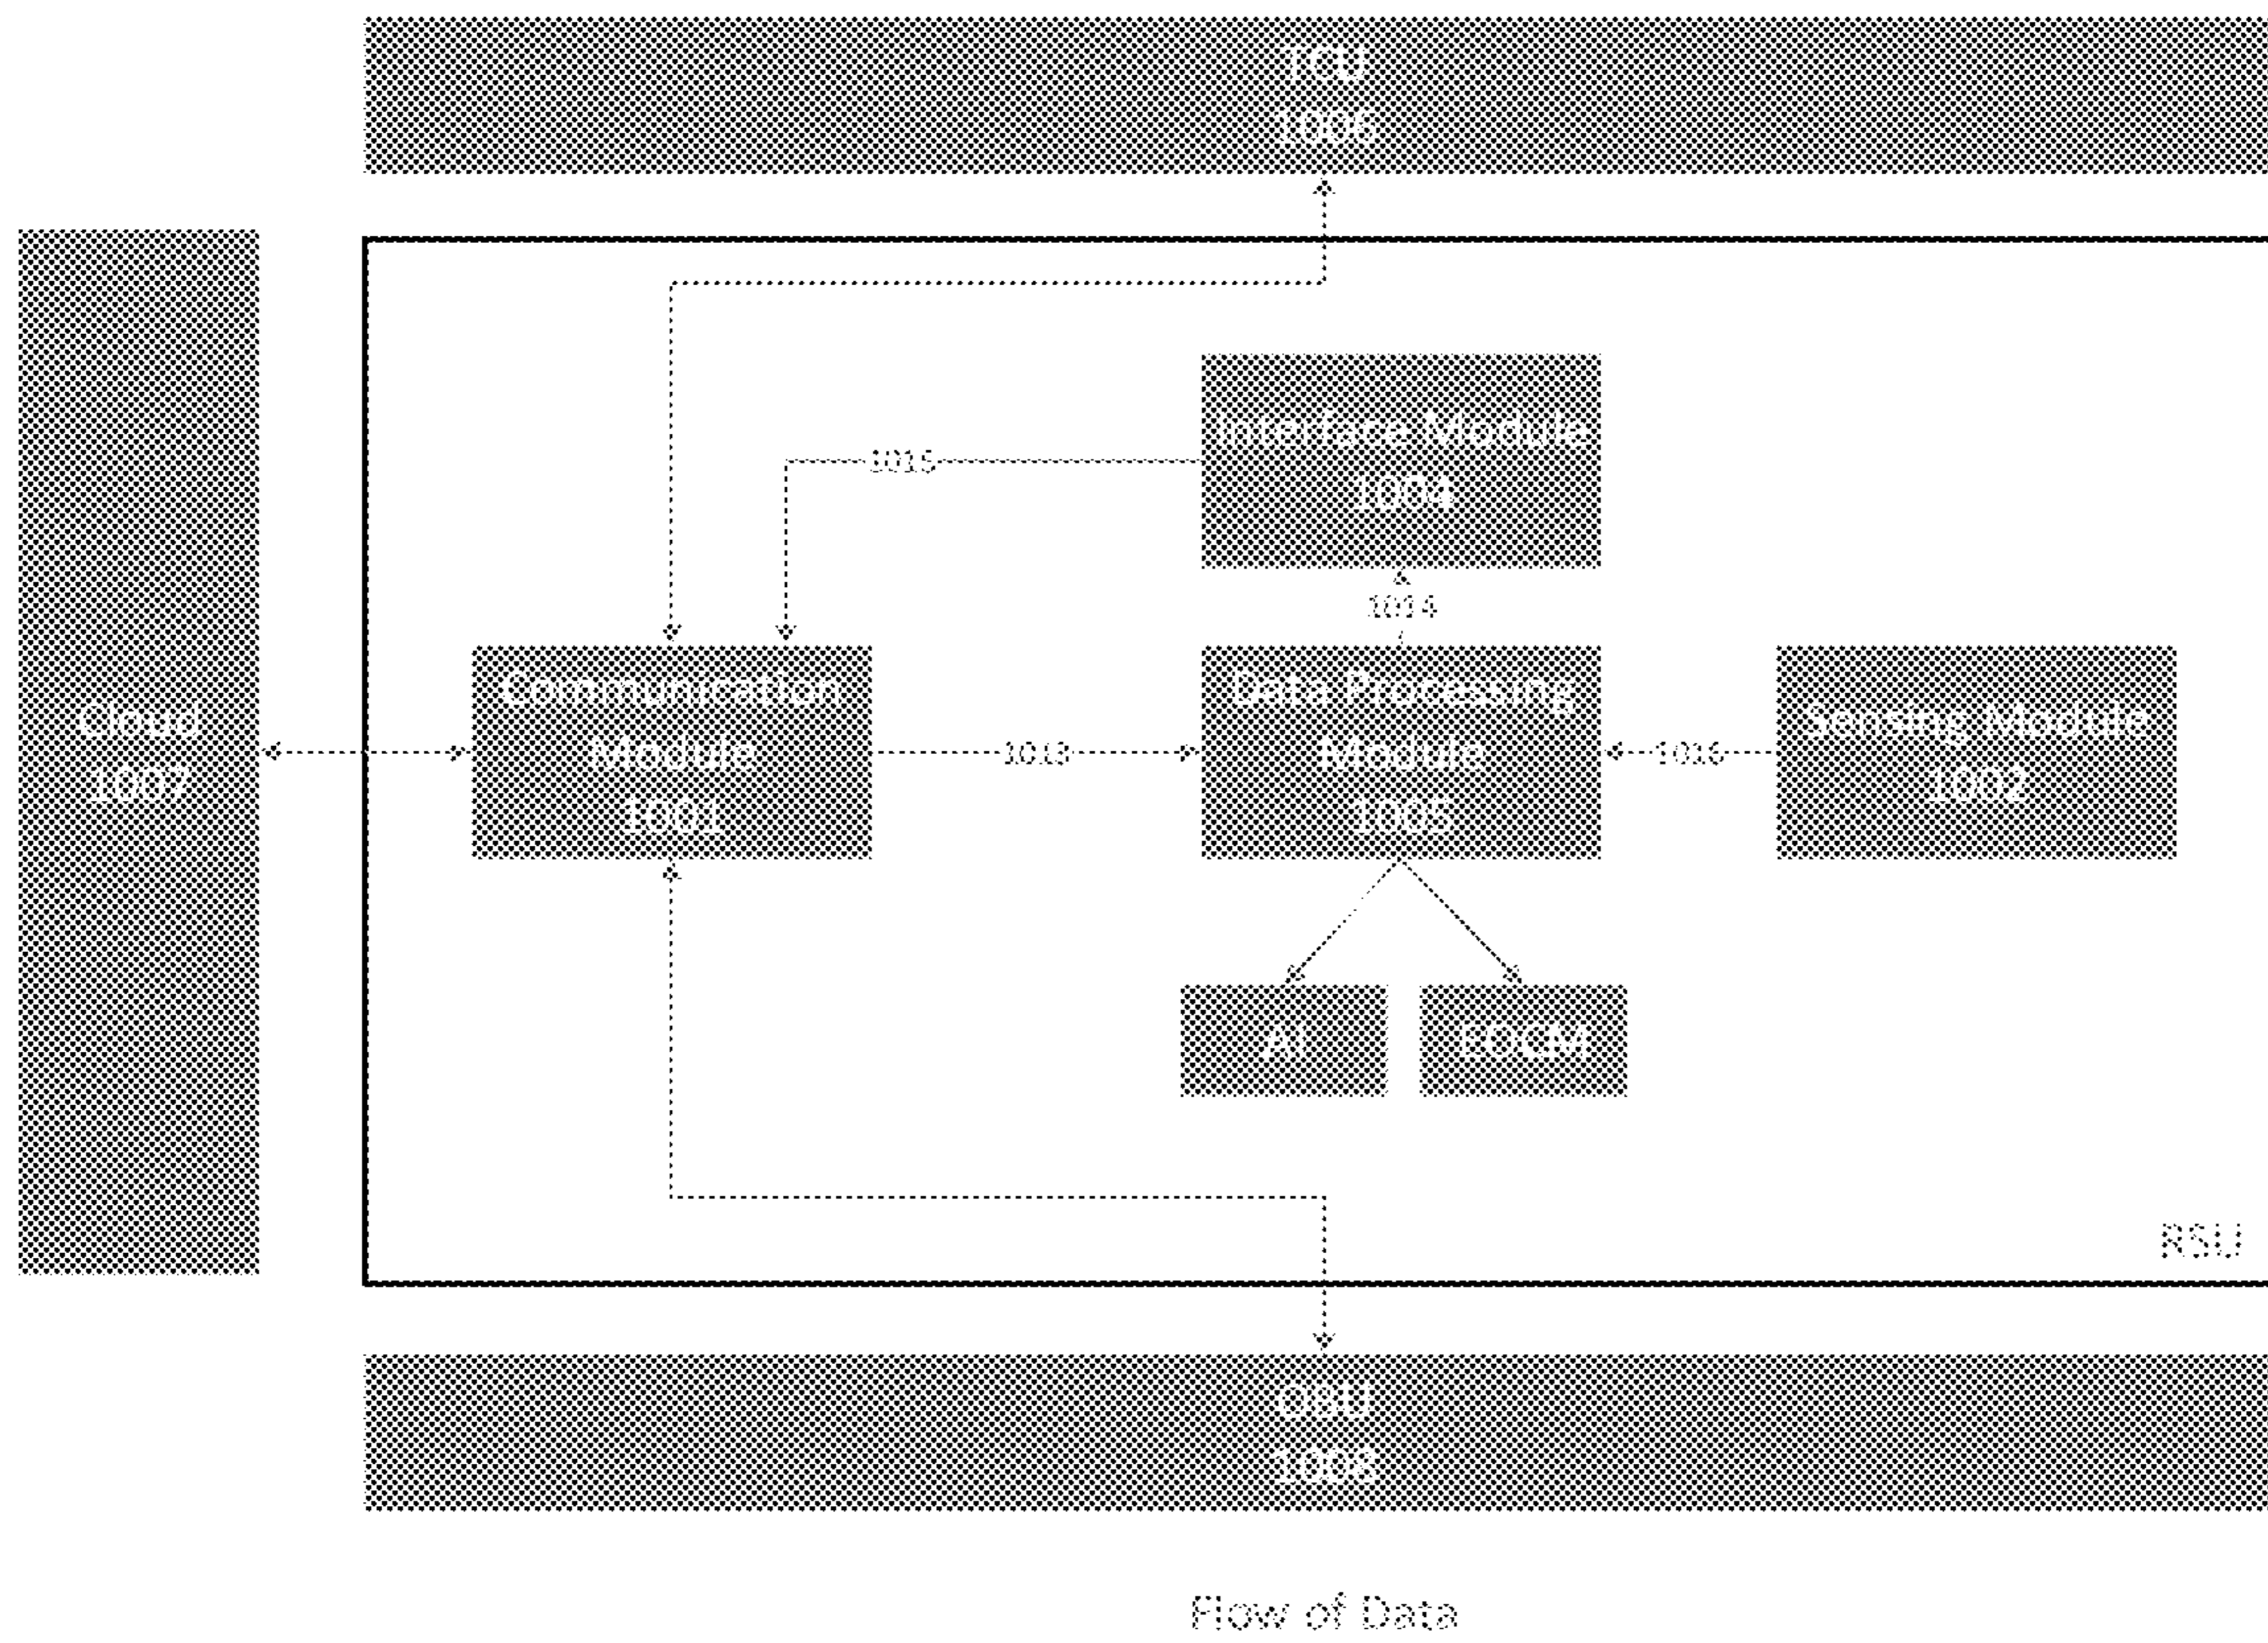 TCU
1006
Interface Module
1004
1015
1014
Cloud
1007
Communication
Module
1001
1013
Data Processing
Module
1005
1016
Sensing Module
1002
AI
EOCM
RSU
OBU
1008
Flow of Data